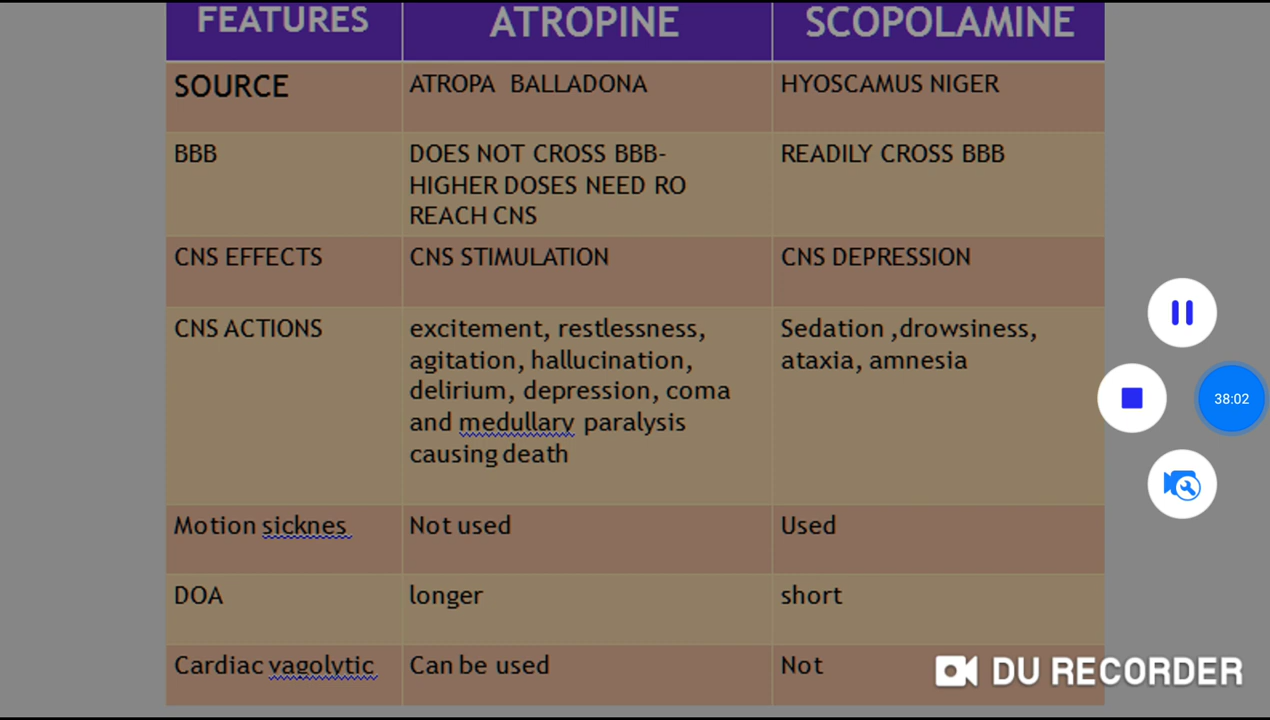 FEATURES ATROPINE SCOPOLAMINE
SOURCE ATROPA BALLADONA HYOSCAMUS NIGER
BBB DOES NOT CROSS BBB- READILY CROSS BBB
HIGHER DOSES NEED RO
REACH CNS
CNS EFFECTS CNS STIMULATION CNS DEPRESSION
CNS ACTIONS excitement, restlessness, Sedation ,drowsiness,
agitation, hallucination, ataxia, amnesia
delirium, depression, coma
and medullary paralysis
causing death
38:02
Motion sicknes Not used Used
DOA longer short
Cardiac vagolytic Can be used Not
DU RECORDER